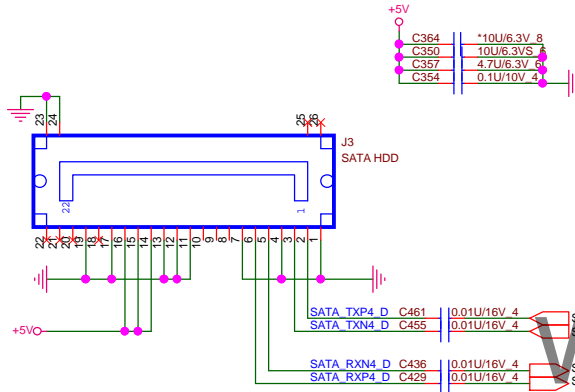 +5V
C364 *10U/6.3V_8
C350 10U/6.3VS_6
C357 4.7U/6.3V_6
C354 0.1U/10V_4
23 24 25 26
J3
SATA HDD
22 1
22 21 20 19 18 17 16 15 14 13 12 11 10 9 8 7 6 5 4 3 2 1
SATA_TXP4_D C461 0.01U/16V_4
SATA_TXN4_D C455 0.01U/16V_4
+5V
SATA_RXN4_D C436 0.01U/16V_4
SATA_RXP4_D C429 0.01U/16V_4